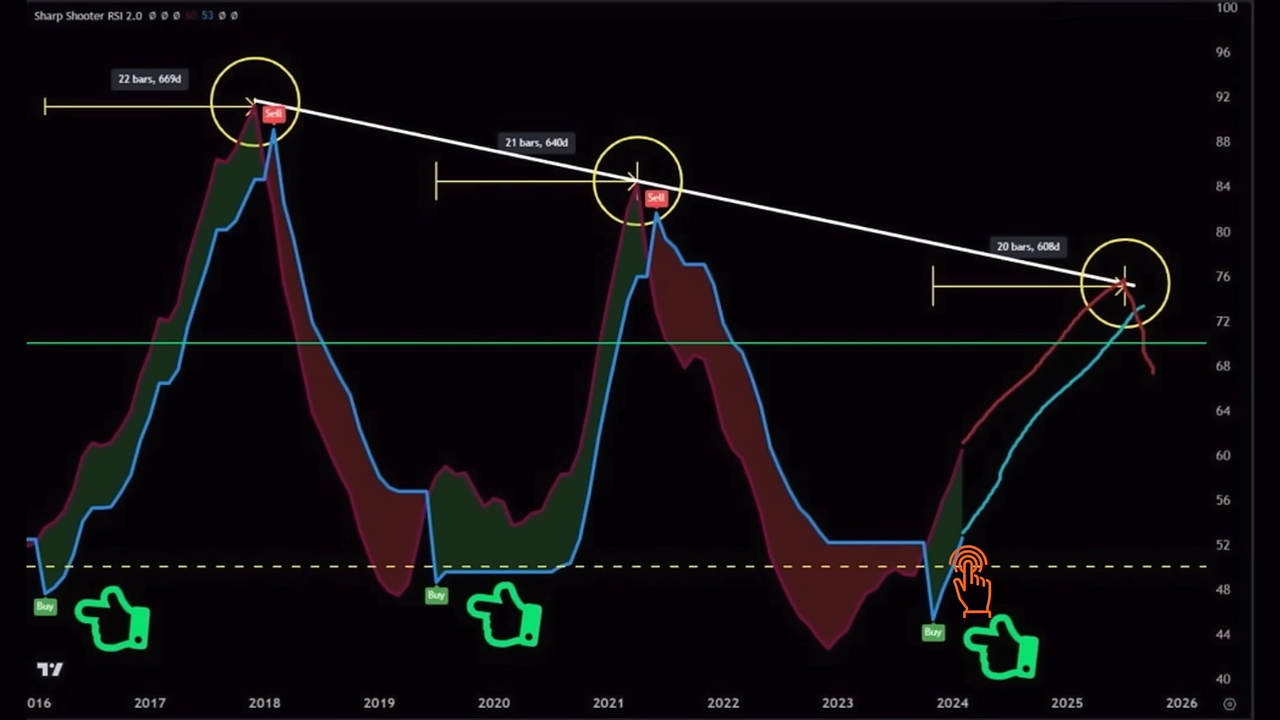 Sharp Shooter RSI 2.0 Ø Ø Ø 60 53 Ø Ø
100
96
22 bars, 669d
92
Sell
88
21 bars, 640d
84
Sell
80
20 bars, 608d
76
72
68
64
60
56
52
48
Buy
Buy
44
Buy
40
016 2017 2018 2019 2020 2021 2022 2023 2024 2025 2026